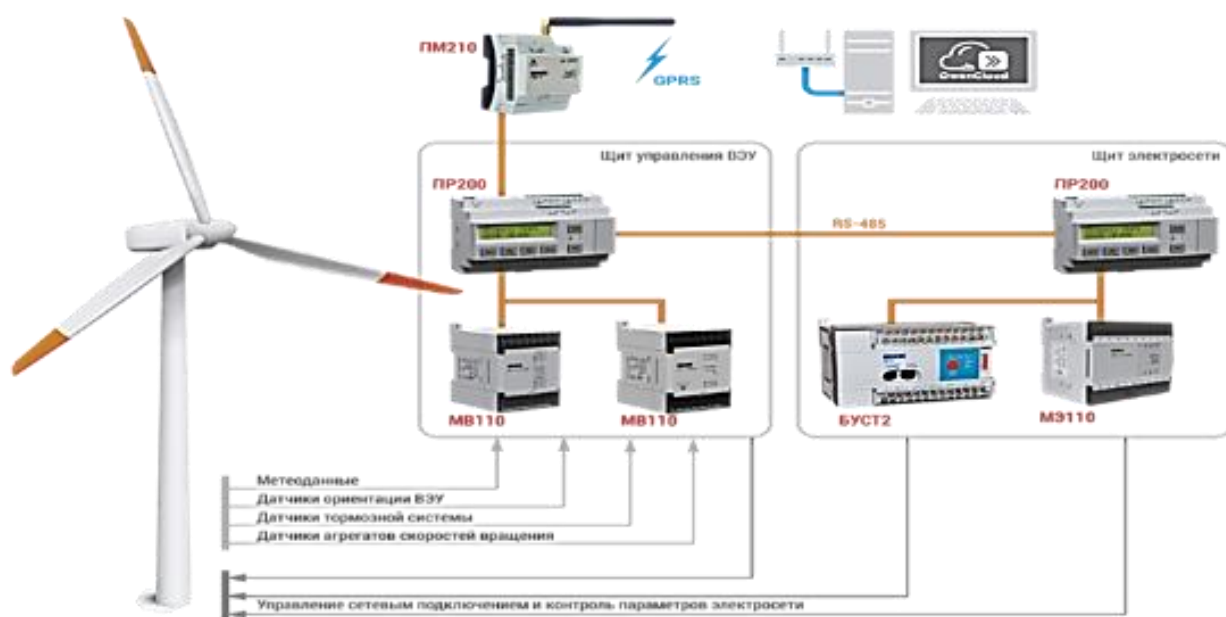 ПМ210
GPRS
OwenCloud
Щит управления ВЭУ
Щит электросети
ПР200
ПР200
RS-485
МВ110
МВ110
БУСТ2
МЭ110
Метеоданные
Датчики ориентации ВЭУ
Датчики тормозной системы
Датчики агрегатов скоростей вращения
Управление сетевым подключением и контроль параметров электросети